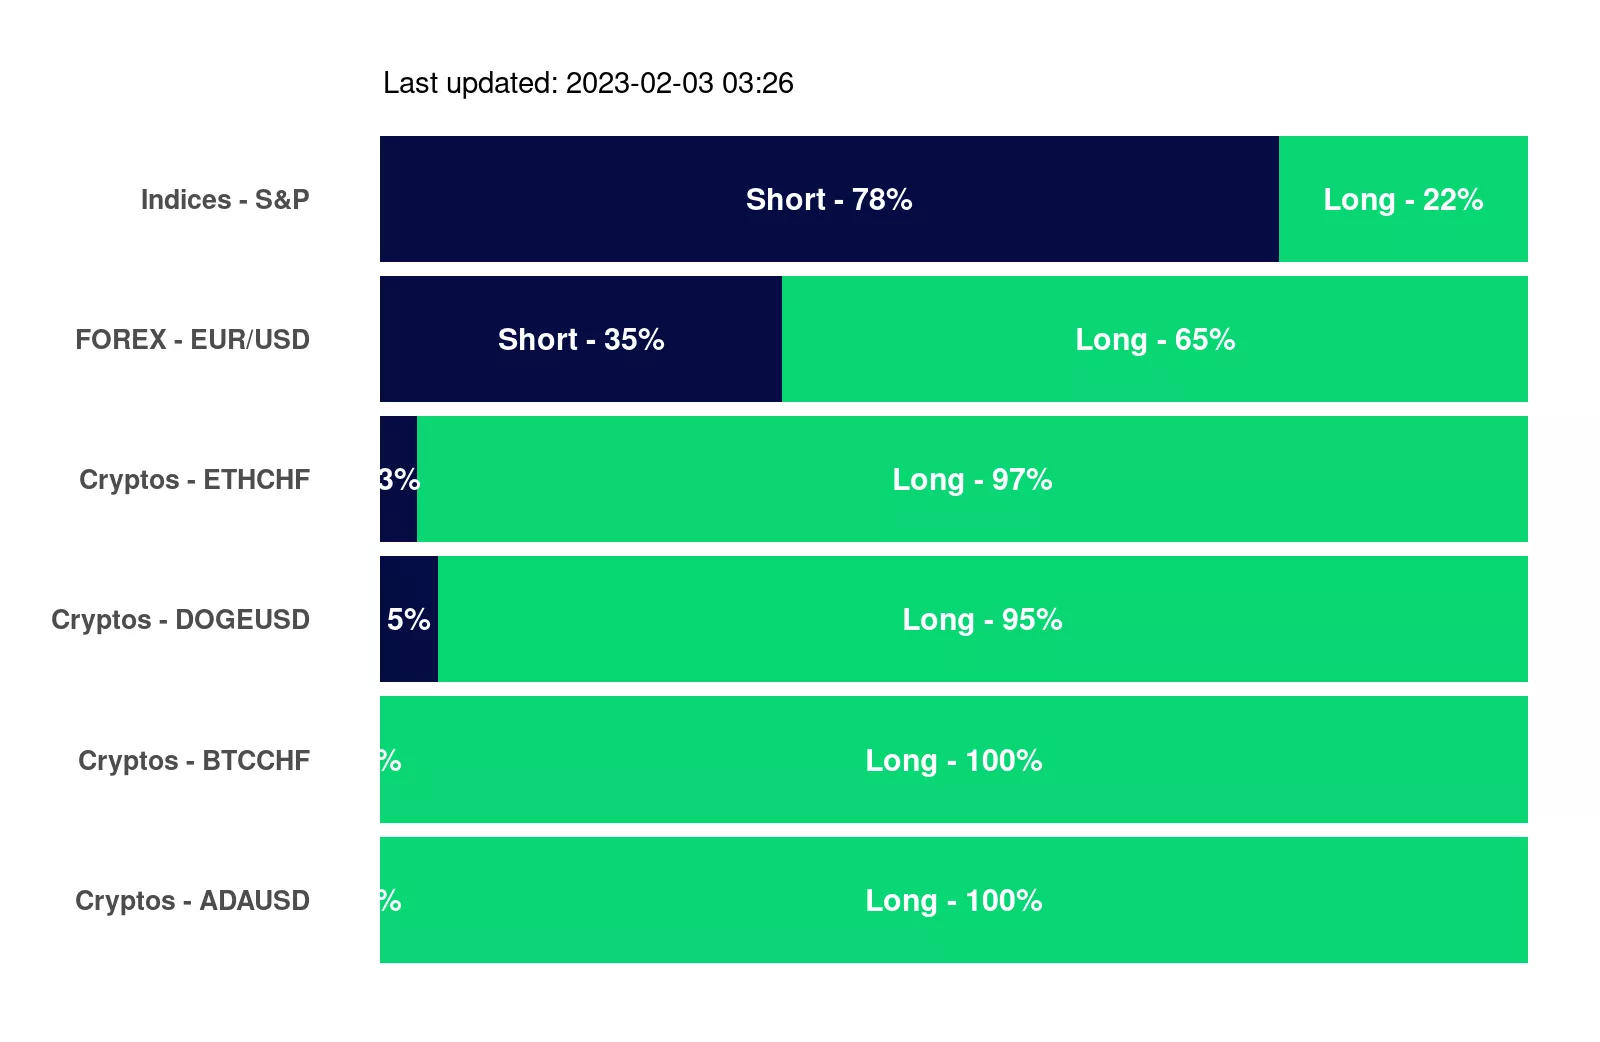 Last updated: 2023-02-03 03:26
Indices - S&P Short - 78% Long - 22%
FOREX - EUR/USD Short - 35% Long - 65%
Cryptos - ETHCHF 3% Long - 97%
Cryptos - DOGEUSD 5% Long - 95%
Cryptos - BTCCHF % Long - 100%
Cryptos - ADAUSD % Long - 100%